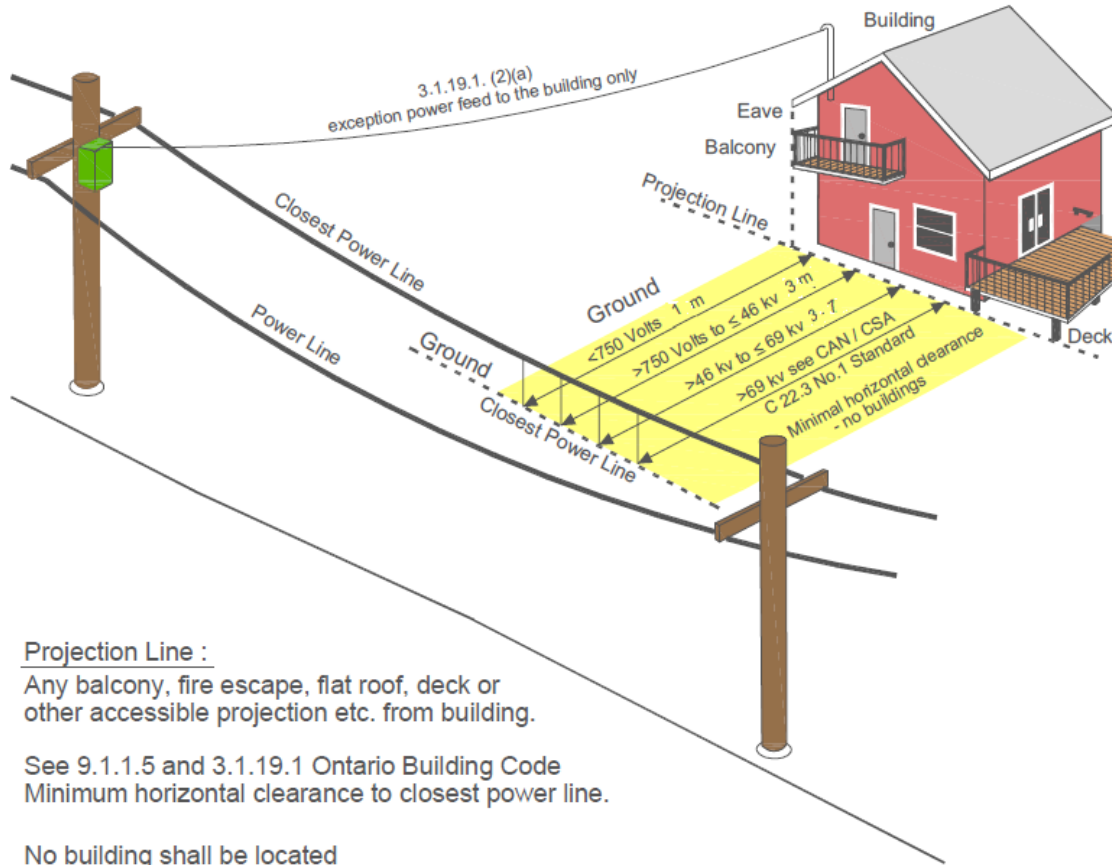 Building
3.1.19.1. (2)(a)
exception power feed to the building only
Eave
Balcony
Projection Line
Closest Power Line
Ground
<750 Volts 1 m
>750 Volts to ≤ 46 kv 3 m
>46 kv to ≤ 69 kv 3.7
>69 kv see CAN / CSA
C 22.3 No.1 Standard
Minimal horizontal clearance
- no buildings
Deck
Power Line
Ground
Closest Power Line
Projection Line :
Any balcony, fire escape, flat roof, deck or
other accessible projection etc. from building.
See 9.1.1.5 and 3.1.19.1 Ontario Building Code
Minimum horizontal clearance to closest power line.
No building shall be located